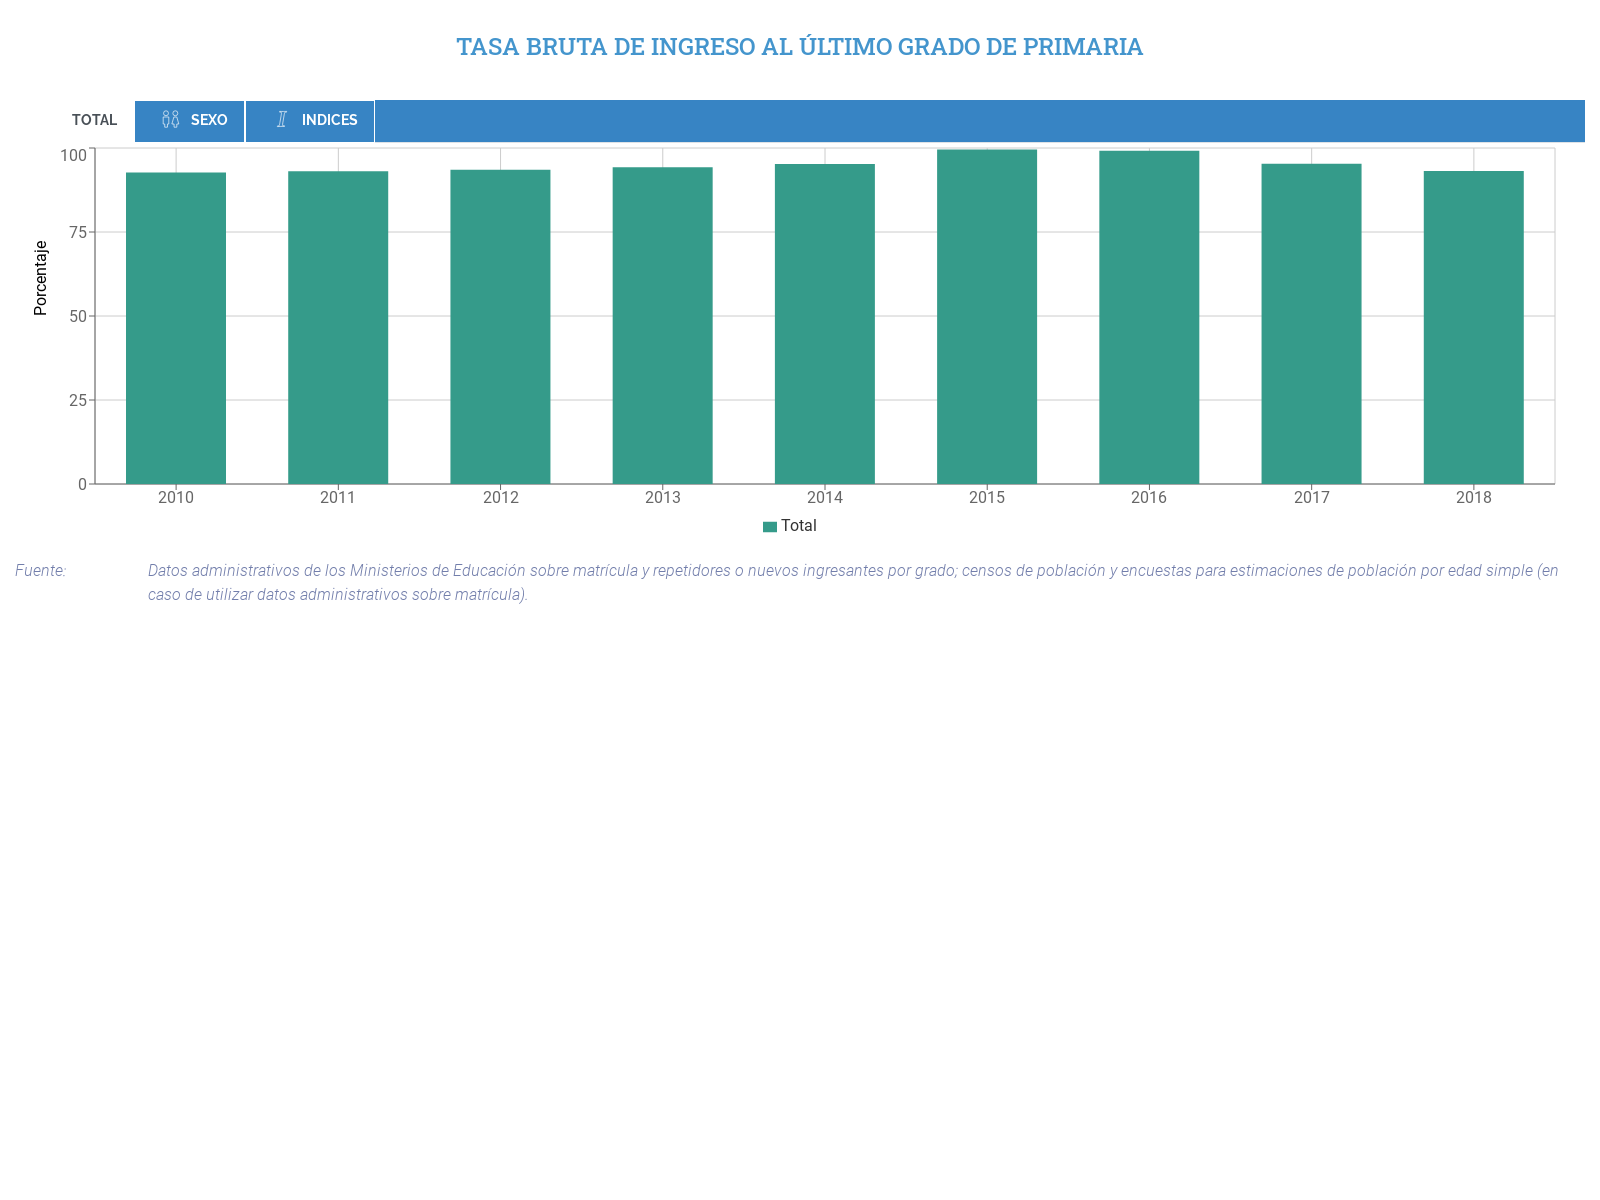 TASA BRUTA DE INGRESO AL ÚLTIMO GRADO DE PRIMARIA
TOTAL SEXO INDICES
100
75
50
25
0
Porcentaje
2010 2011 2012 2013 2014 2015 2016 2017 2018
Total
Fuente: Datos administrativos de los Ministerios de Educación sobre matrícula y repetidores o nuevos ingresantes por grado; censos de población y encuestas para estimaciones de población por edad simple (en
caso de utilizar datos administrativos sobre matrícula).